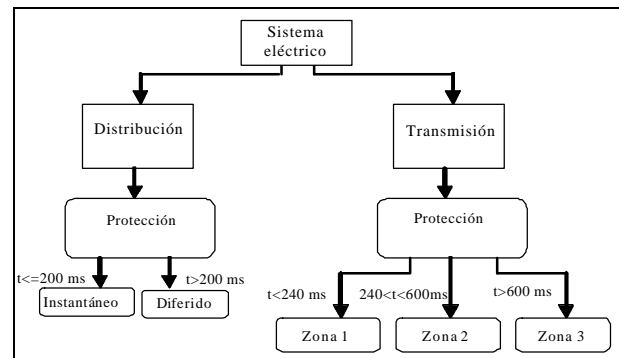 Sistema
eléctrico
Distribución
Transmisión
Protección
Protección
t<=200 ms
t>200 ms
t<240 ms
240<t<600ms
t>600 ms
Instantáneo
Diferido
Zona 1
Zona 2
Zona 3